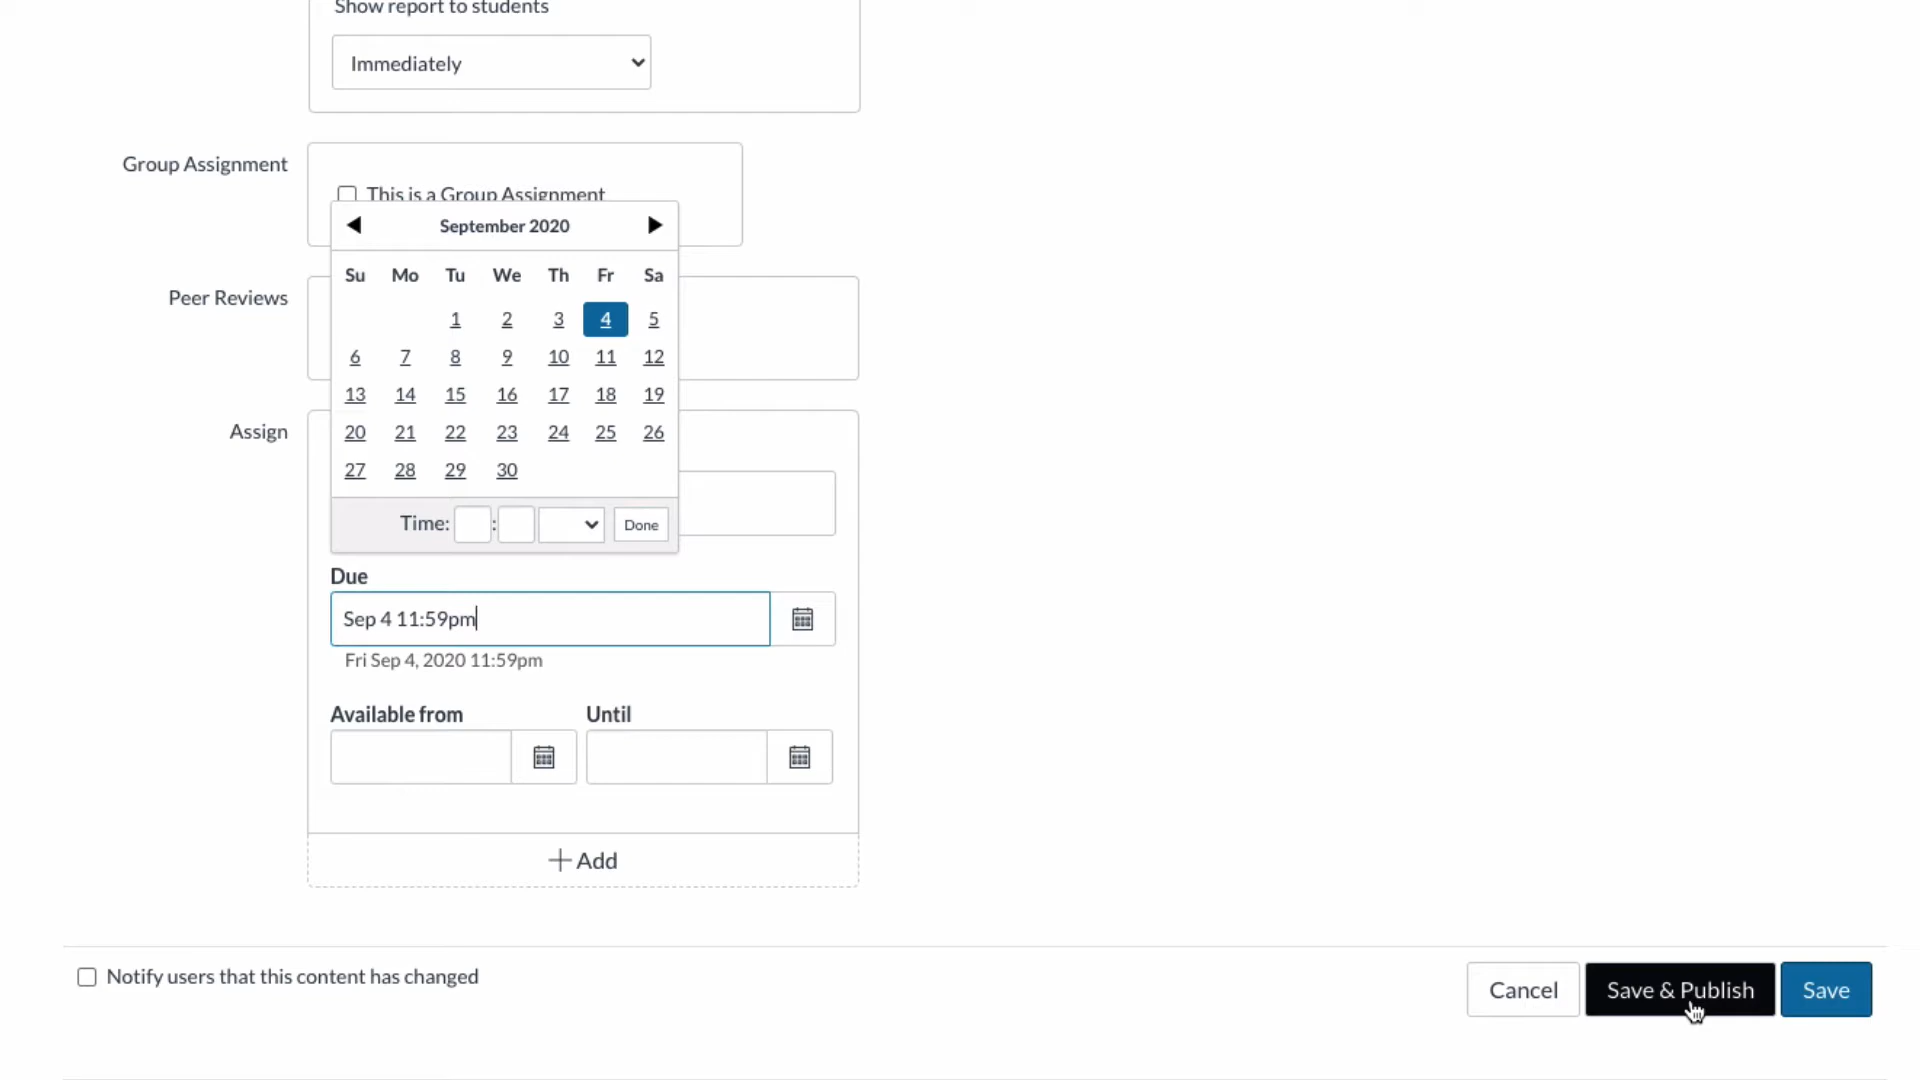 Show report to students
Immediately
Group Assignment
This is a Group Assignment
September 2020
Su Mo Tu We Th Fr Sa
1 2 3 4 5
6 7 8 9 10 11 12
13 14 15 16 17 18 19
20 21 22 23 24 25 26
27 28 29 30
Time: : Done
Peer Reviews
Assign
Due
Sep 4 11:59pm
Fri Sep 4, 2020 11:59pm
Available from Until
+ Add
Notify users that this content has changed
Cancel Save & Publish Save